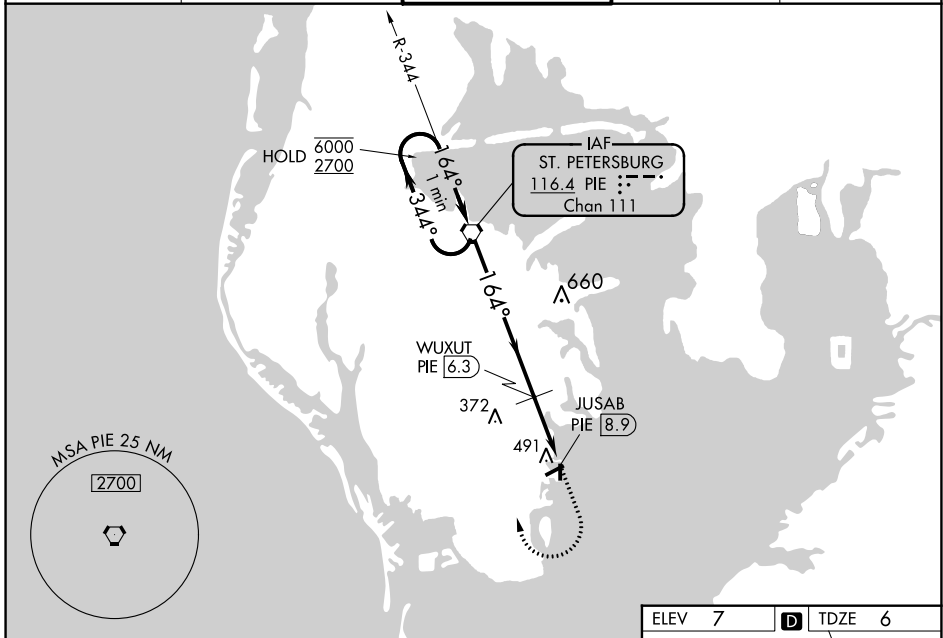 R-344
HOLD 6000
2700
164°
1 min
344°
IAF
ST. PETERSBURG
116.4 PIE
Chan 111
164°
660
WUXUT
PIE 6.3
372
JUSAB
PIE 8.9
491
MSA PIE 25 NM
2700
ELEV 7 D TDZE 6